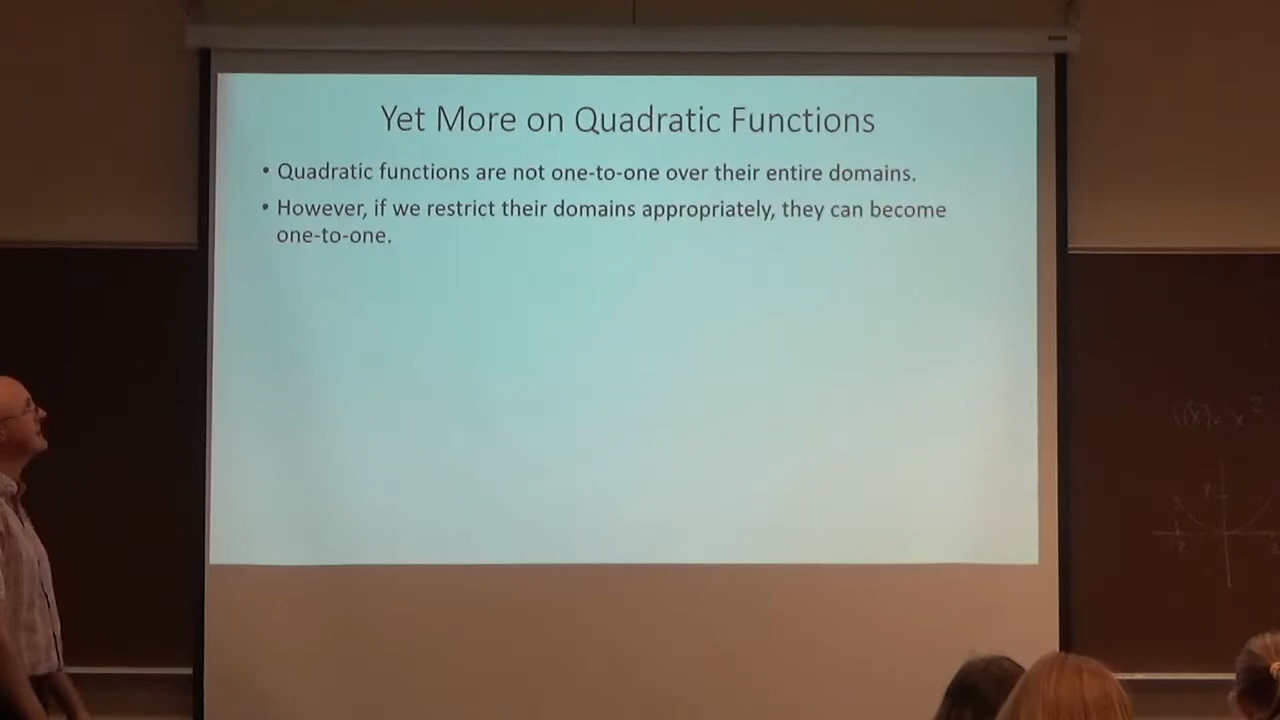 Yet More on Quadratic Functions
• Quadratic functions are not one-to-one over their entire domains.
• However, if we restrict their domains appropriately, they can become
one-to-one.